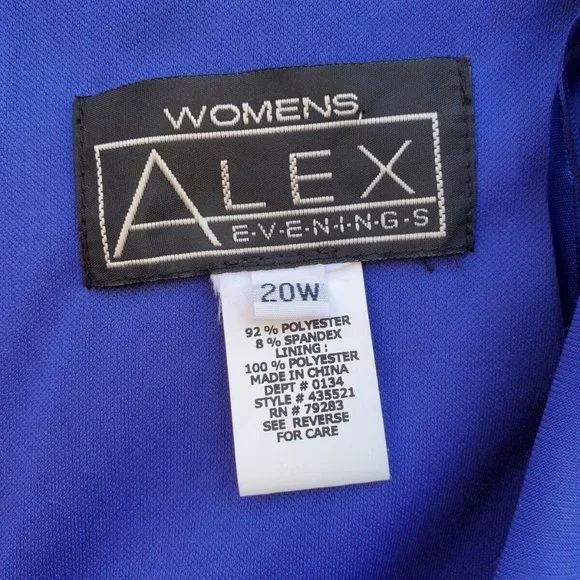 WOMENS
ALEX
E·V·E·N·I·N·G·S
20W
92 % POLYESTER
8 % SPANDEX
LINING :
100 % POLYESTER
MADE IN CHINA
DEPT # 0134
STYLE # 435521
RN # 79283
SEE REVERSE
FOR CARE